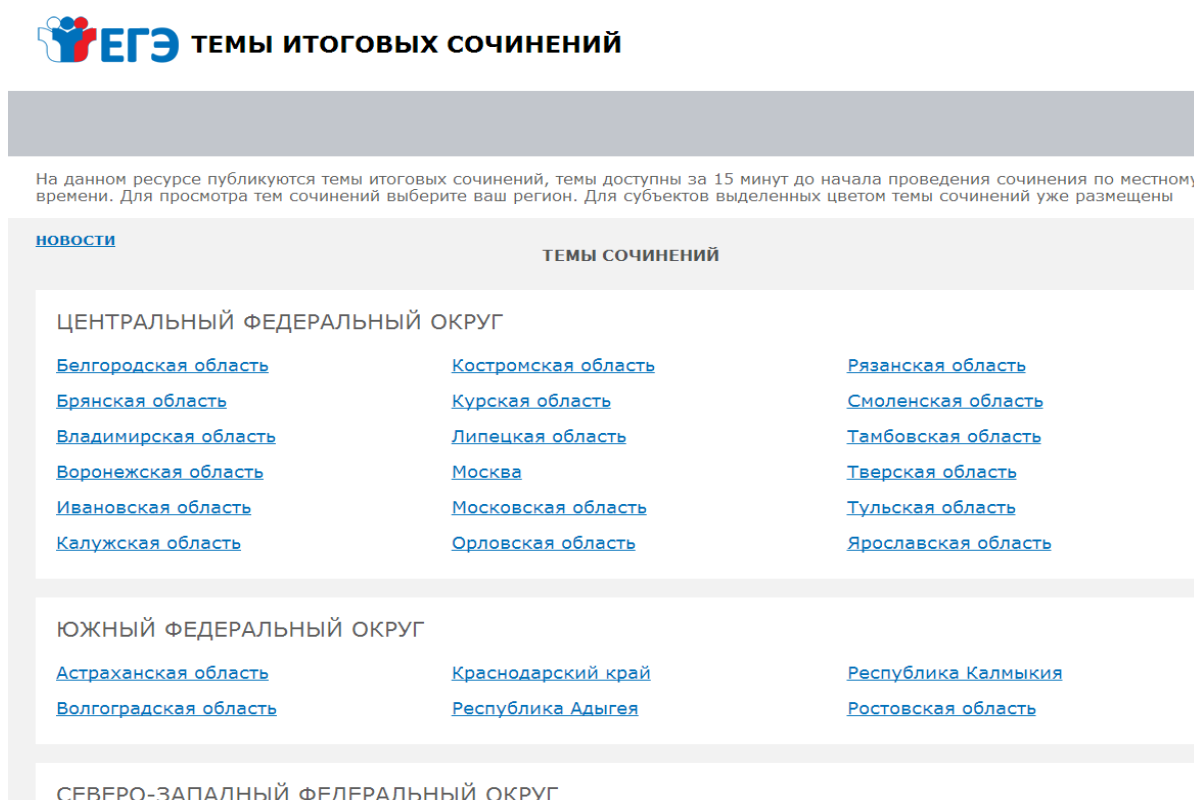 ЕГЭ ТЕМЫ ИТОГОВЫХ СОЧИНЕНИЙ
На данном ресурсе публикуются темы итоговых сочинений, темы доступны за 15 минут до начала проведения сочинения по местному
времени. Для просмотра тем сочинений выберите ваш регион. Для субъектов выделенных цветом темы сочинений уже размещены
НОВОСТИ
ТЕМЫ СОЧИНЕНИЙ
ЦЕНТРАЛЬНЫЙ ФЕДЕРАЛЬНЫЙ ОКРУГ
Белгородская область Костромская область Рязанская область
Брянская область Курская область Смоленская область
Владимирская область Липецкая область Тамбовская область
Воронежская область Москва Тверская область
Ивановская область Московская область Тульская область
Калужская область Орловская область Ярославская область
ЮЖНЫЙ ФЕДЕРАЛЬНЫЙ ОКРУГ
Астраханская область Краснодарский край Республика Калмыкия
Волгоградская область Республика Адыгея Ростовская область
СЕВЕРО-ЗАПАДНЫЙ ФЕДЕРАЛЬНЫЙ ОКРУГ